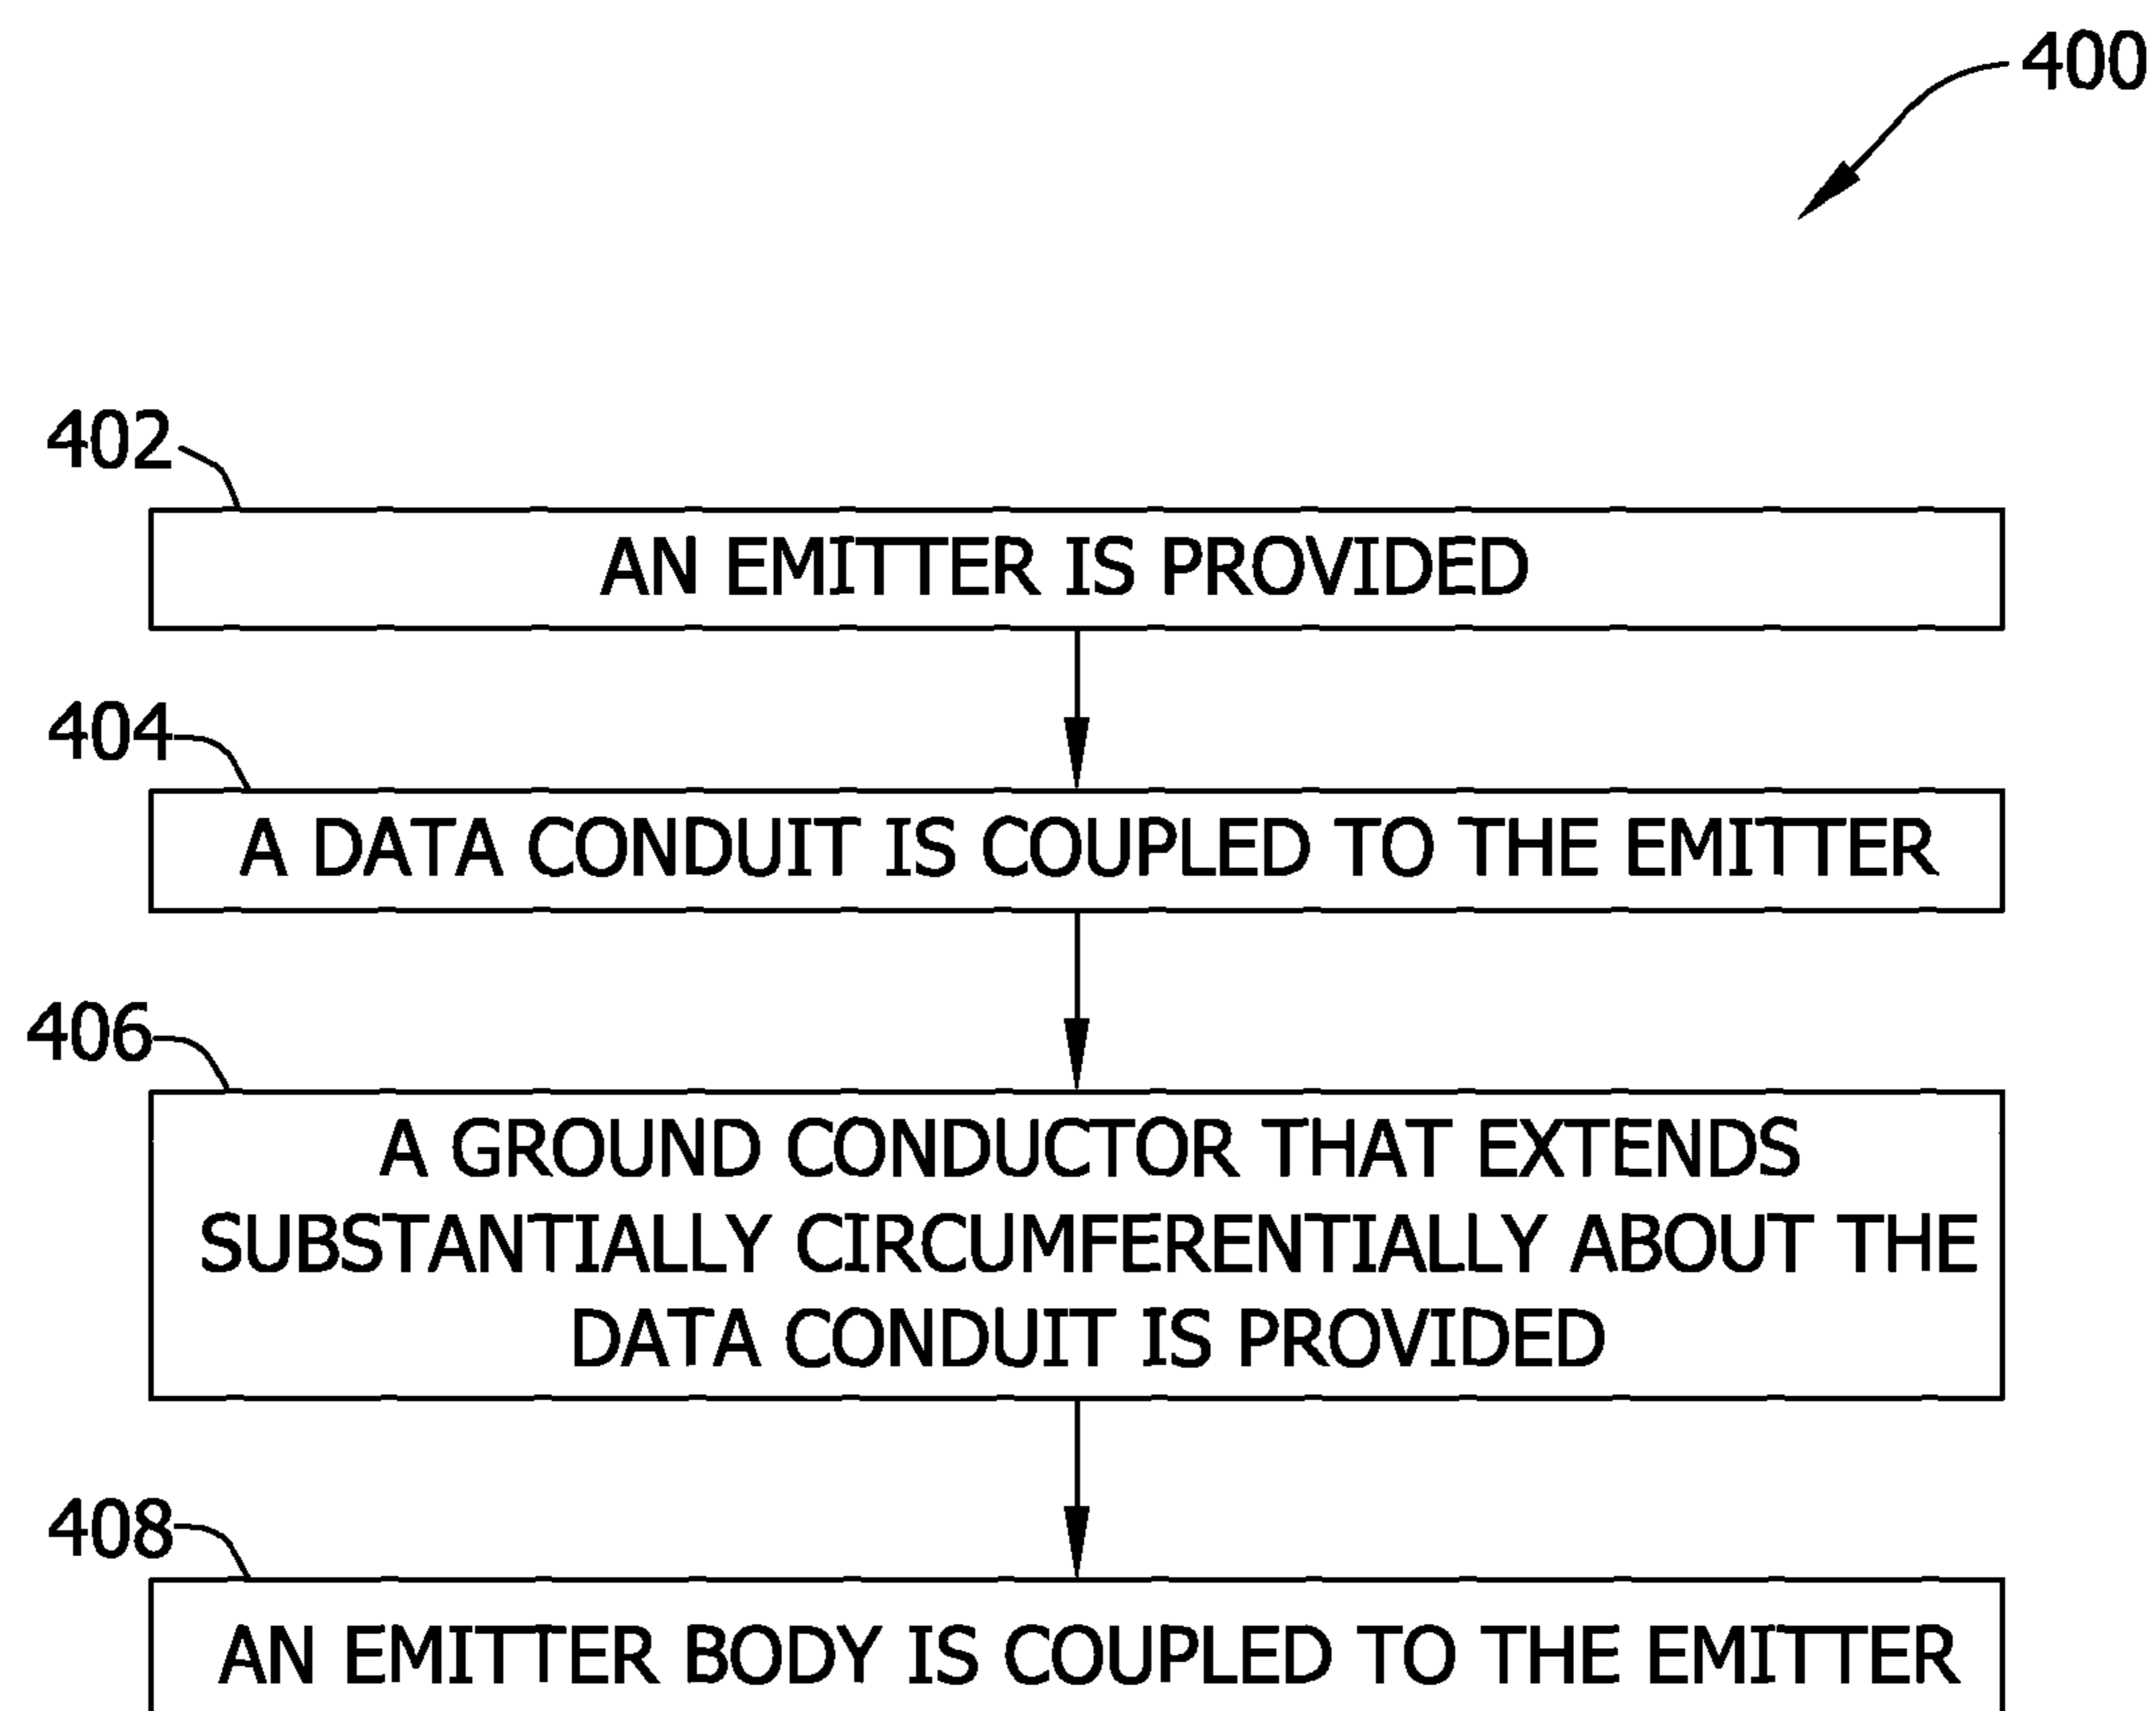 400
402
AN EMITTER IS PROVIDED
404
A DATA CONDUIT IS COUPLED TO THE EMITTER
406
A GROUND CONDUCTOR THAT EXTENDS
SUBSTANTIALLY CIRCUMFERENTIALLY ABOUT THE
DATA CONDUIT IS PROVIDED
408
AN EMITTER BODY IS COUPLED TO THE EMITTER